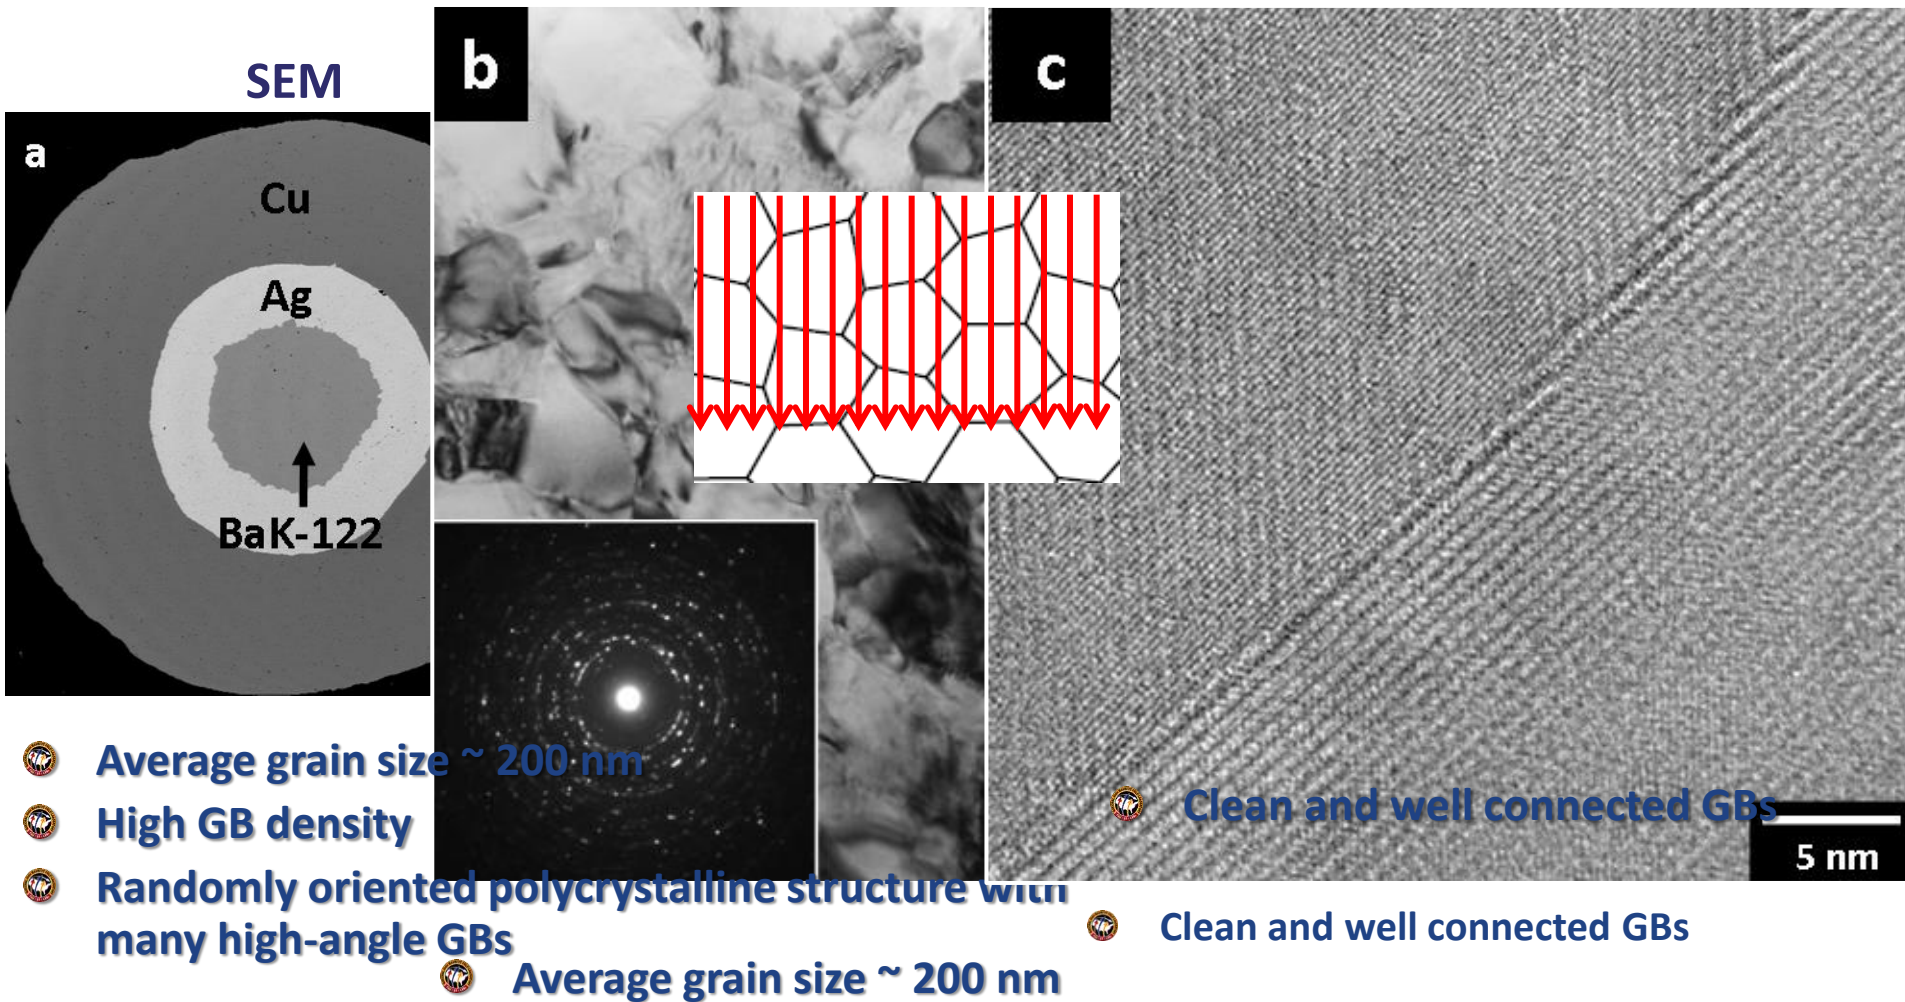 SEM
a
Cu
Ag
BaK-122
b
c
Average grain size ~ 200 nm
High GB density
Randomly oriented polycrystalline structure with
many high-angle GBs
Average grain size ~ 200 nm
Clean and well connected GBs
5 nm
Clean and well connected GBs